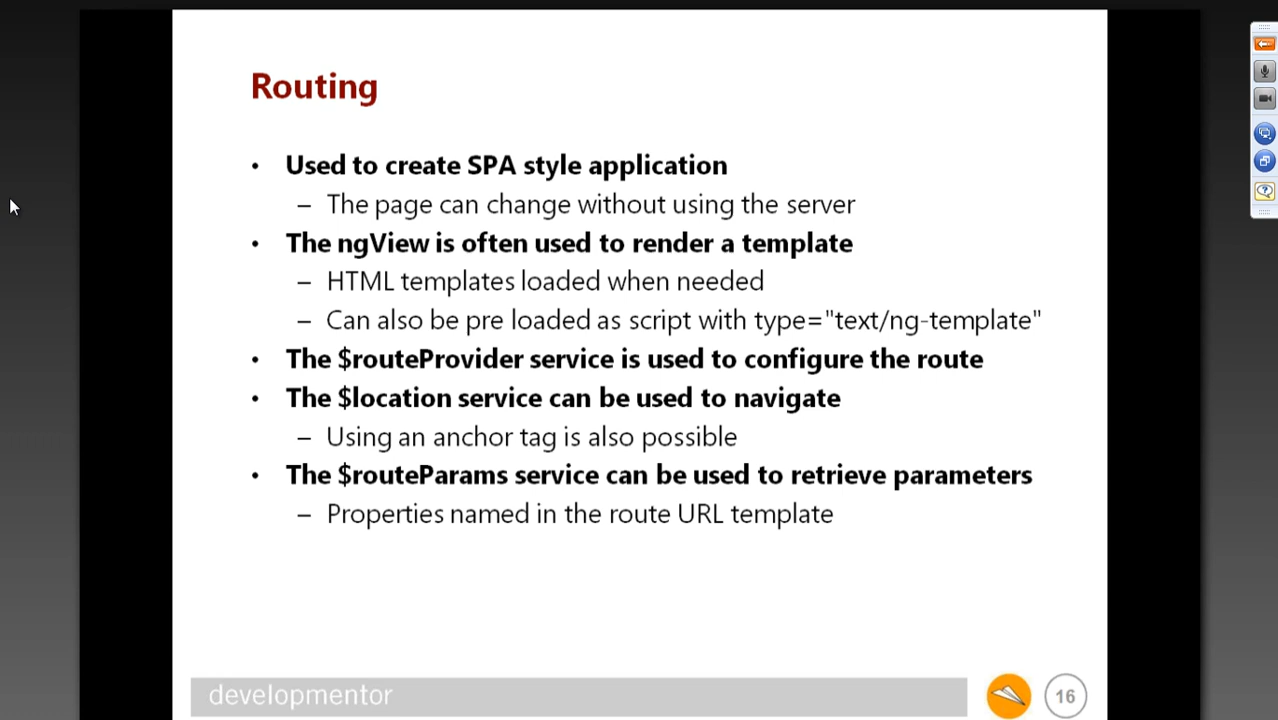 Routing
• Used to create SPA style application
– The page can change without using the server
• The ngView is often used to render a template
– HTML templates loaded when needed
– Can also be pre loaded as script with type="text/ng-template"
• The $routeProvider service is used to configure the route
• The $location service can be used to navigate
– Using an anchor tag is also possible
• The $routeParams service can be used to retrieve parameters
– Properties named in the route URL template
developmentor
16